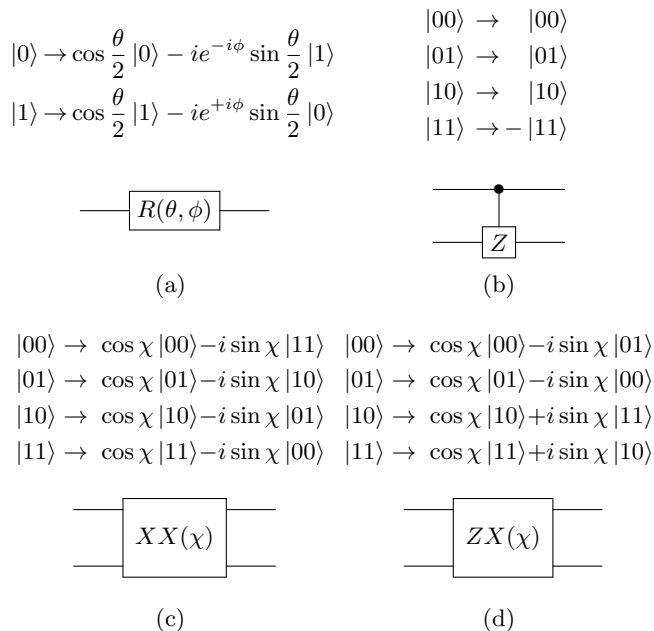 |0⟩ → cos θ/2 |0⟩ − ie^{−iϕ} sin θ/2 |1⟩
|1⟩ → cos θ/2 |1⟩ − ie^{+iϕ} sin θ/2 |0⟩
R(θ, ϕ)
(a)
|00⟩ → |00⟩
|01⟩ → |01⟩
|10⟩ → |10⟩
|11⟩ → − |11⟩
Z
(b)
|00⟩ → cos χ |00⟩−i sin χ |11⟩
|01⟩ → cos χ |01⟩−i sin χ |10⟩
|10⟩ → cos χ |10⟩−i sin χ |01⟩
|11⟩ → cos χ |11⟩−i sin χ |00⟩
XX(χ)
(c)
|00⟩ → cos χ |00⟩−i sin χ |01⟩
|01⟩ → cos χ |01⟩−i sin χ |00⟩
|10⟩ → cos χ |10⟩+i sin χ |11⟩
|11⟩ → cos χ |11⟩+i sin χ |10⟩
ZX(χ)
(d)